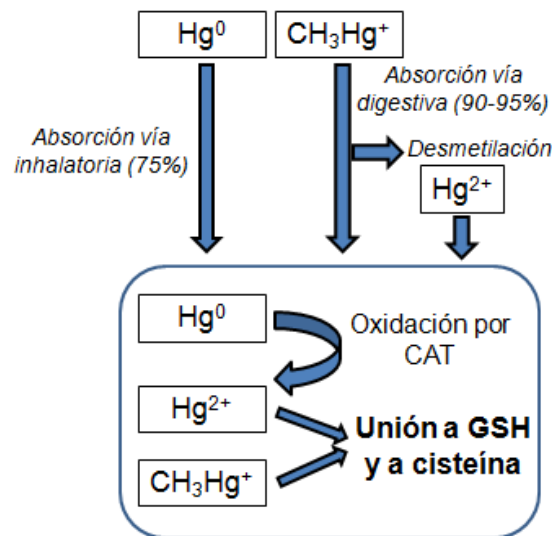 Hg⁰
CH₃Hg⁺
Absorción vía
digestiva (90-95%)
Absorción vía
inhalatoria (75%)
Desmetilación
Hg²⁺
Hg⁰
Oxidación por
CAT
Hg²⁺
Unión a GSH
y a cisteína
CH₃Hg⁺